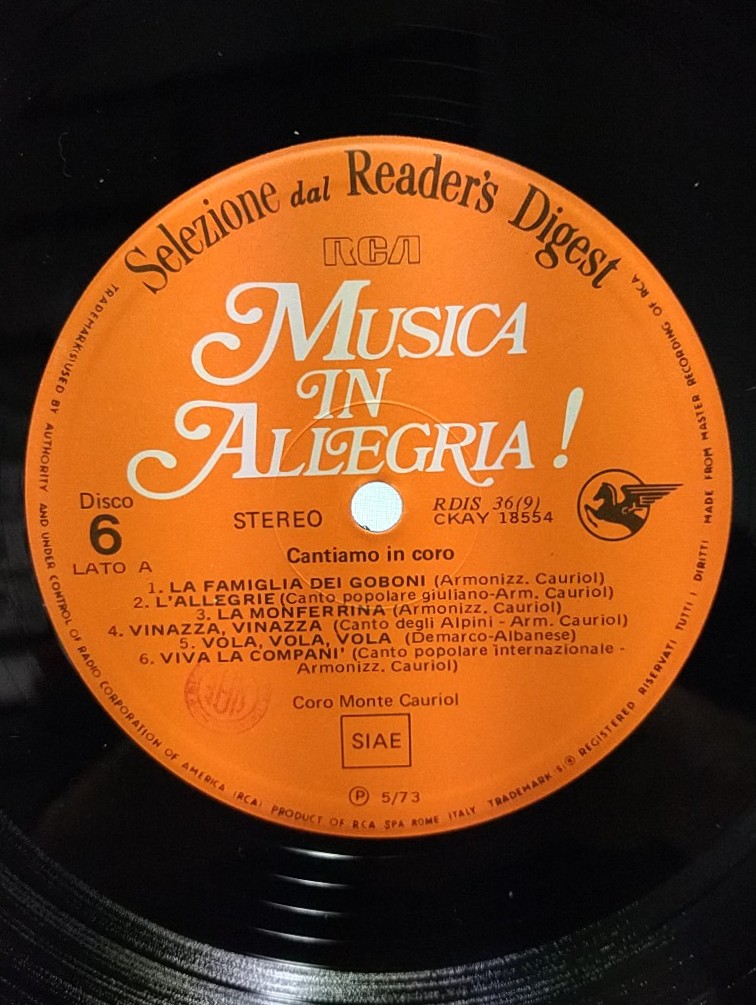 Selezione dal Reader's Digest
RCA
MUSICA
IN
ALLEGRIA!
Disco
6
LATO A
STEREO
RDIS 36(9)
CKAY 18554
Cantiamo in coro
1. LA FAMIGLIA DEI GOBONI (Armonizz. Cauriol)
2. L'ALLEGRIE (Canto popolare giuliano-Arm. Cauriol)
3. LA MONFERRINA (Armonizz. Cauriol)
4. VINAZZA, VINAZZA (Canto degli Alpini - Arm. Cauriol)
5. VOLA, VOLA, VOLA (Demarco-Albanese)
6. VIVA LA COMPANI' (Canto popolare internazionale -
Armonizz. Cauriol)
Coro Monte Cauriol
SIAE
Ⓟ 5/73
TRADEMARK(S) USED BY AUTHORITY AND UNDER CONTROL OF RADIO CORPORATION OF AMERICA (RCA) PRODUCT OF RCA SPA ROME ITALY TRADEMARK(S) ® REGISTERED RISERVATI TUTTI I DIRITTI MADE FROM MASTER RECORDING OF RCA